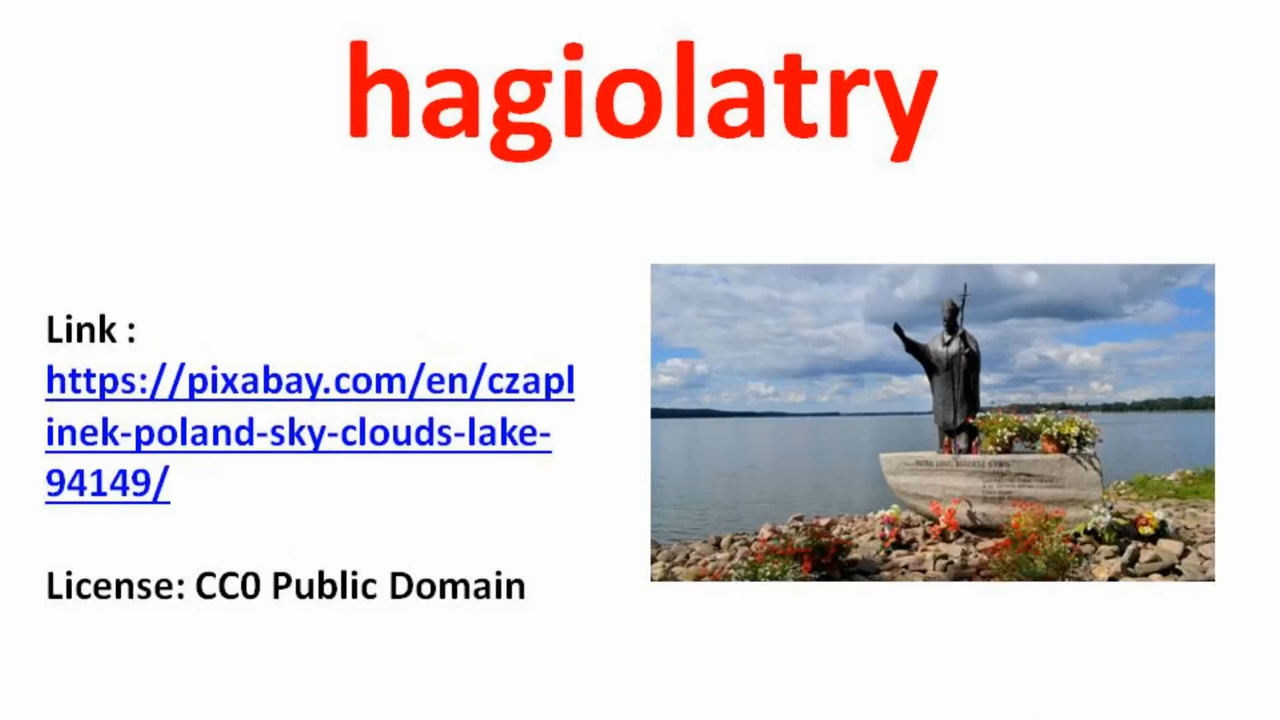 hagiolatry
Link :
https://pixabay.com/en/czapl
inek-poland-sky-clouds-lake-
94149/
License: CC0 Public Domain